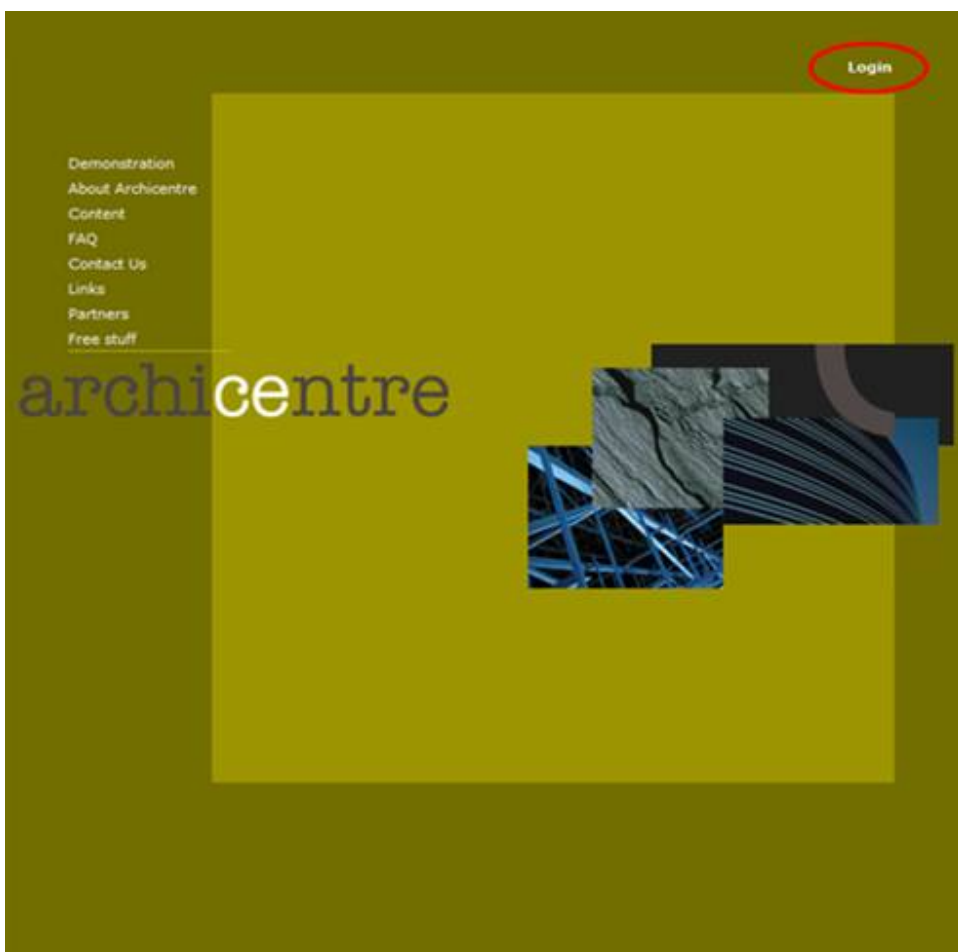 Login
Demonstration
About Archicentre
Content
FAQ
Contact Us
Links
Partners
Free stuff
archicentre